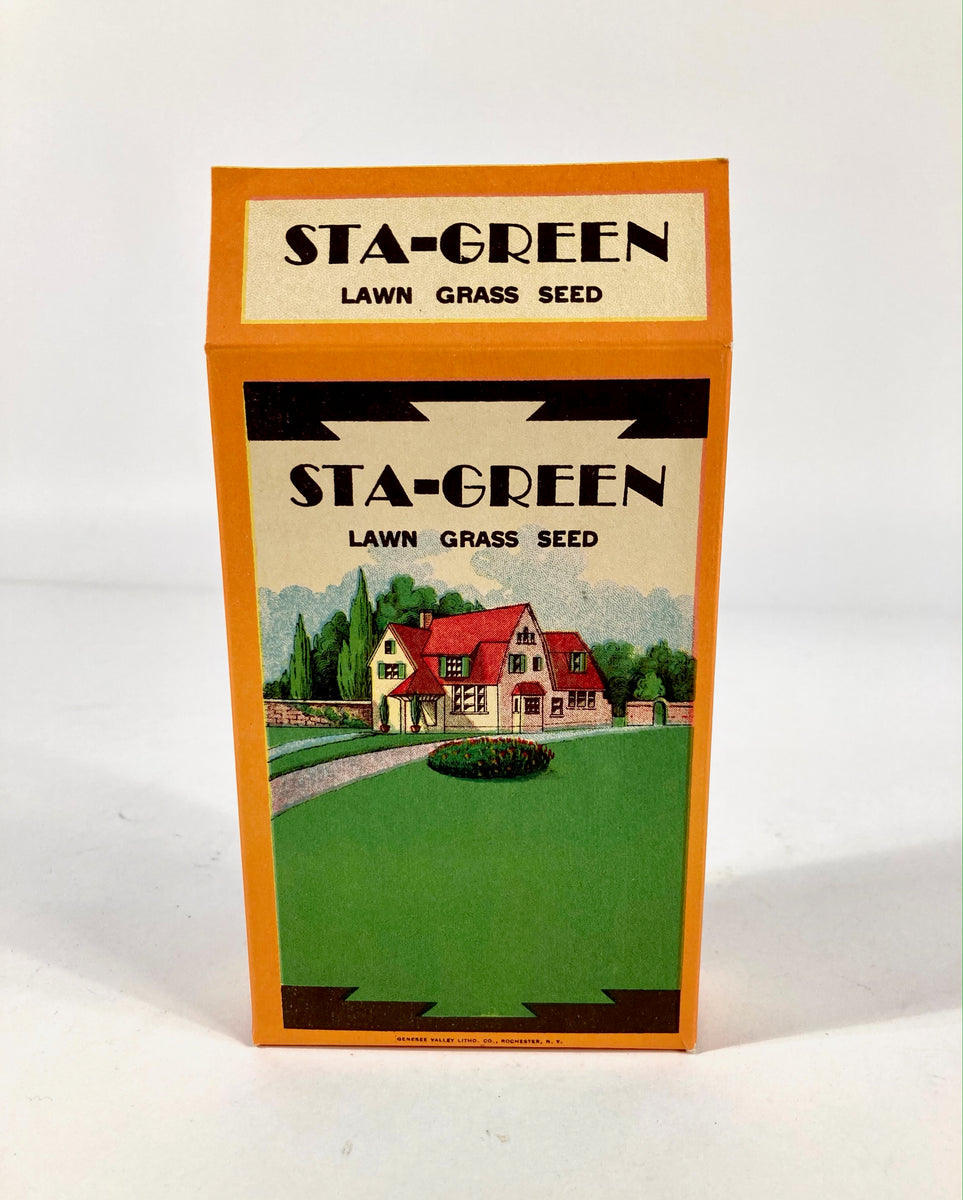 STA-GREEN
LAWN GRASS SEED
STA-GREEN
LAWN GRASS SEED
GENESEE VALLEY LITHO. CO., ROCHESTER, N. Y.